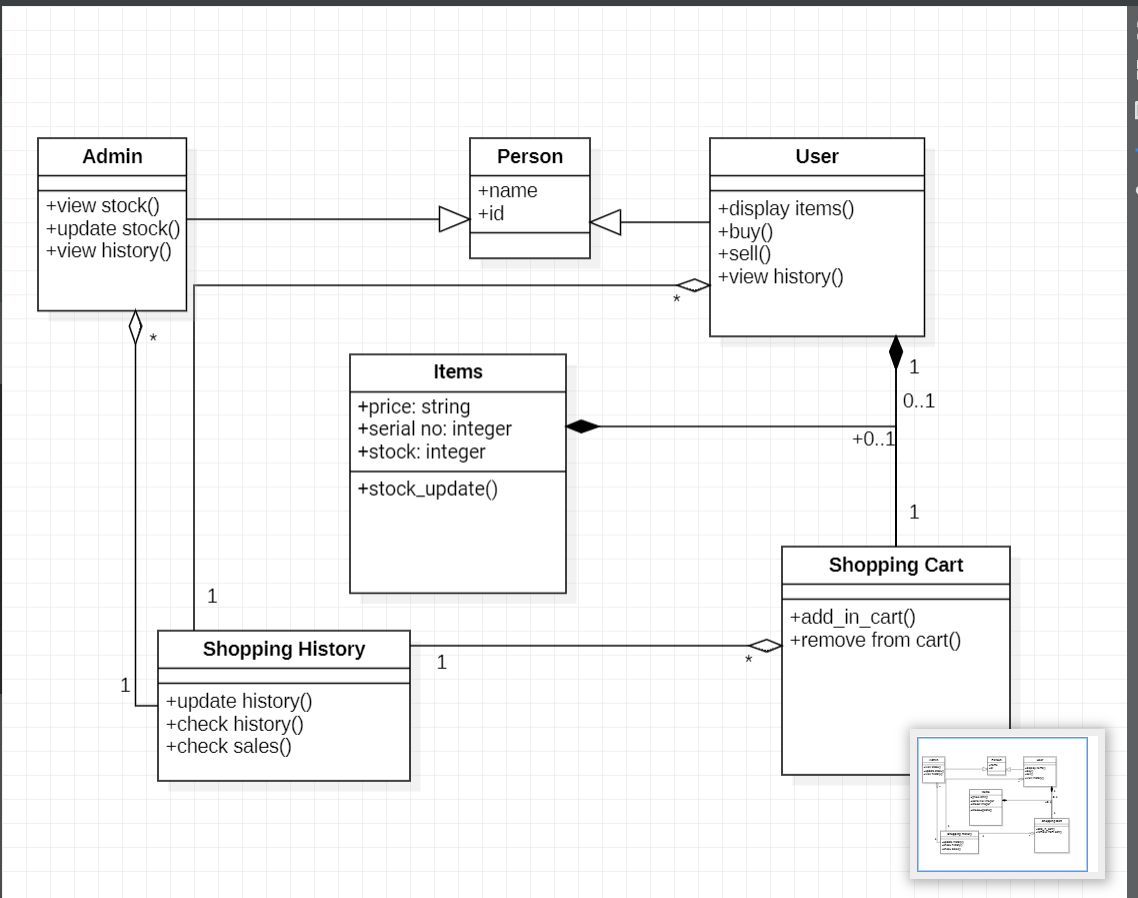 Admin
+view stock()
+update stock()
+view history()
Person
+name
+id
User
+display items()
+buy()
+sell()
+view history()
*
*
1
0..1
+0..1
1
Items
+price: string
+serial no: integer
+stock: integer
+stock_update()
1
1
Shopping History
+update history()
+check history()
+check sales()
1
*
Shopping Cart
+add_in_cart()
+remove from cart()